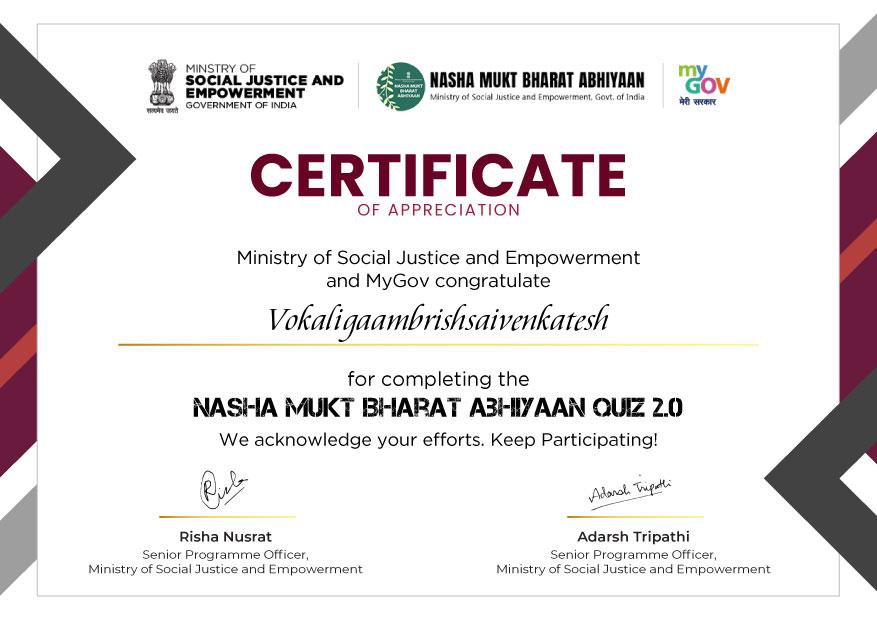 MINISTRY OF
SOCIAL JUSTICE AND
EMPOWERMENT
GOVERNMENT OF INDIA
सत्यमेव जयते
NASHA MUKT
BHARAT
ABHIYAAN
NASHA MUKT BHARAT ABHIYAAN
Ministry of Social Justice and Empowerment, Govt. of India
my
GOV
मेरी सरकार
CERTIFICATE
OF APPRECIATION
Ministry of Social Justice and Empowerment
and MyGov congratulate
Vokaligaambrishsaivenkatesh
for completing the
NASHA MUKT BHARAT ABHIYAAN QUIZ 2.0
We acknowledge your efforts. Keep Participating!
Adarsh Tripathi
Risha Nusrat
Senior Programme Officer,
Ministry of Social Justice and Empowerment
Adarsh Tripathi
Senior Programme Officer,
Ministry of Social Justice and Empowerment